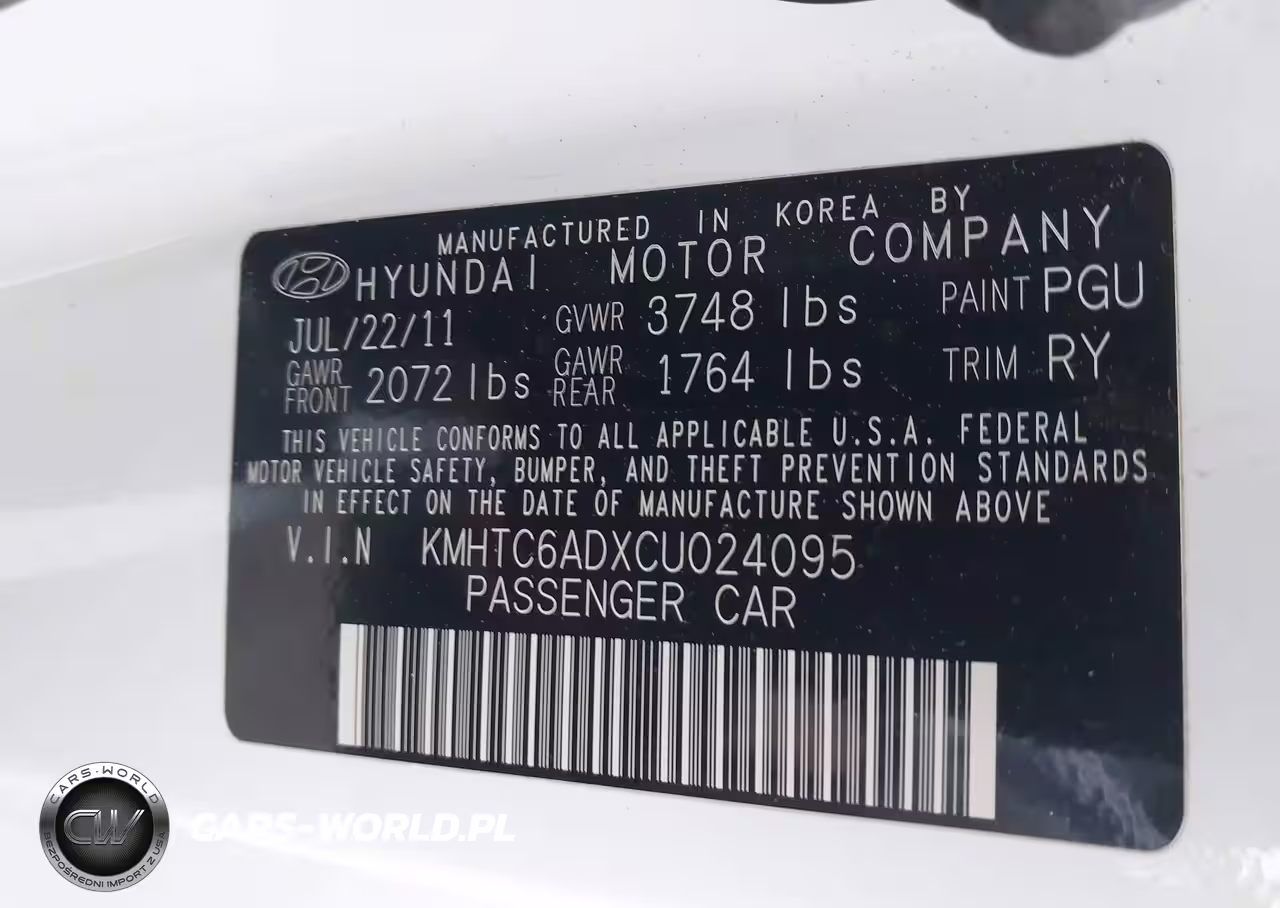 MANUFACTURED IN KOREA BY
HYUNDAI MOTOR COMPANY
JUL/22/11 GVWR 3748 lbs PAINT PGU
GAWR FRONT 2072 lbs GAWR REAR 1764 lbs TRIM RY
THIS VEHICLE CONFORMS TO ALL APPLICABLE U.S.A. FEDERAL
MOTOR VEHICLE SAFETY, BUMPER, AND THEFT PREVENTION STANDARDS
IN EFFECT ON THE DATE OF MANUFACTURE SHOWN ABOVE
V.I.N KMHTC6ADXCU024095
PASSENGER CAR
CARS-WORLD
CW
BEZPOŚREDNI IMPORT Z USA
CARS-WORLD.PL